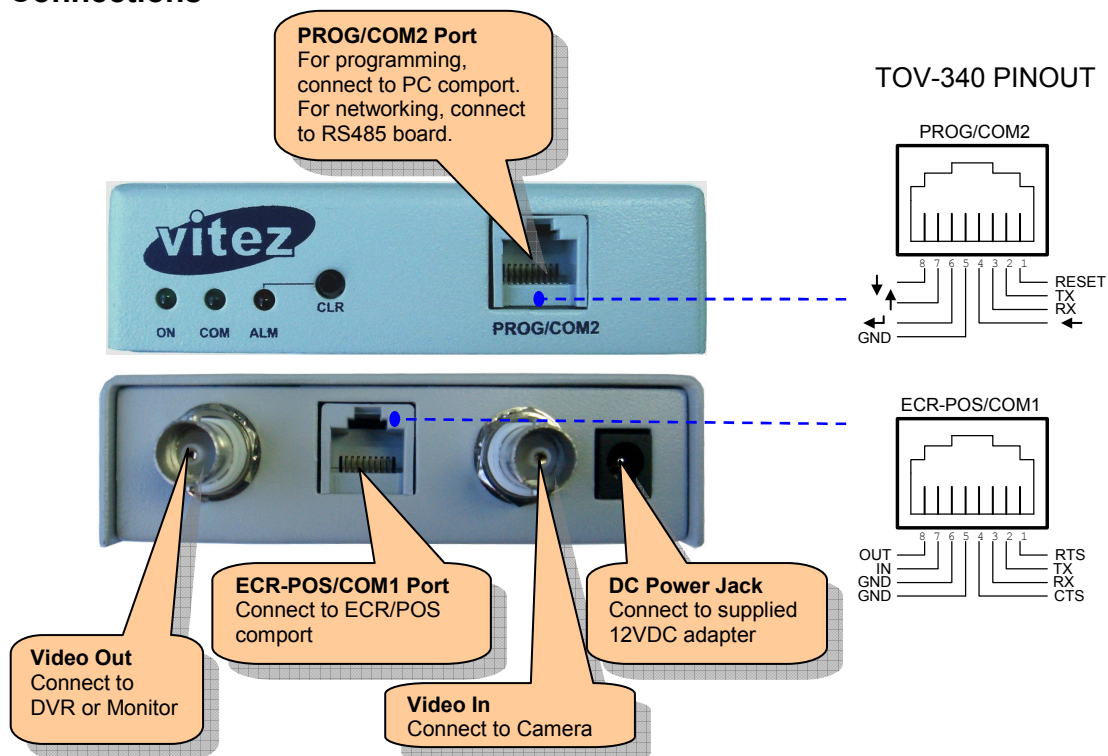 Connections
PROG/COM2 Port
For programming,
connect to PC comport.
For networking, connect
to RS485 board.
TOV-340 PINOUT
PROG/COM2
8 7 6 5 4 3 2 1
RESET
TX
RX
GND
vitez
ON COM ALM
CLR
PROG/COM2
ECR-POS/COM1
8 7 6 5 4 3 2 1
OUT
IN
GND
GND
RTS
TX
RX
CTS
ECR-POS/COM1 Port
Connect to ECR/POS
comport
DC Power Jack
Connect to supplied
12VDC adapter
Video Out
Connect to
DVR or Monitor
Video In
Connect to Camera